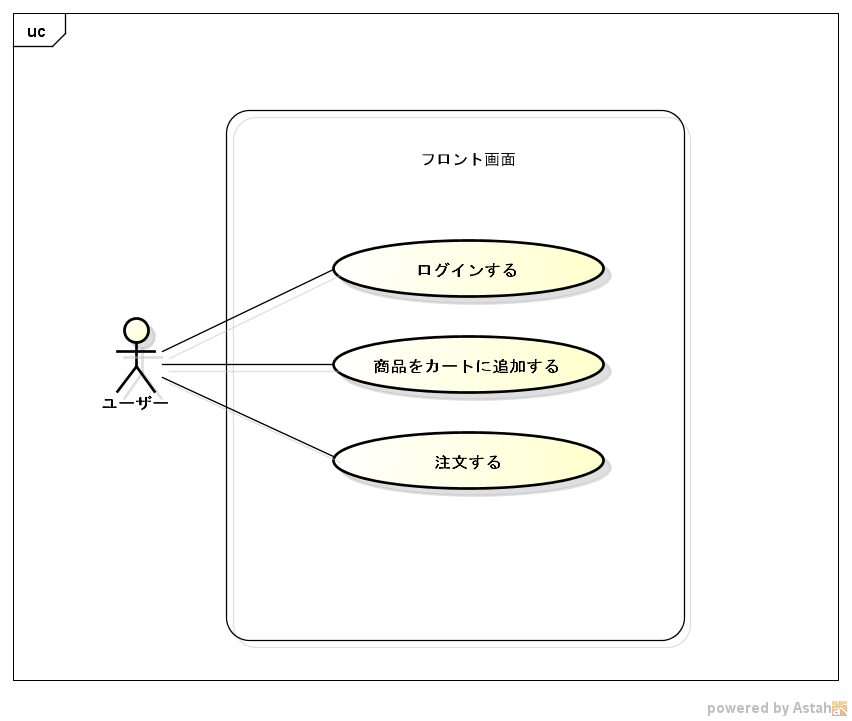 uc
フロント画面
ログインする
商品をカートに追加する
ユーザー
注文する
powered by Astah